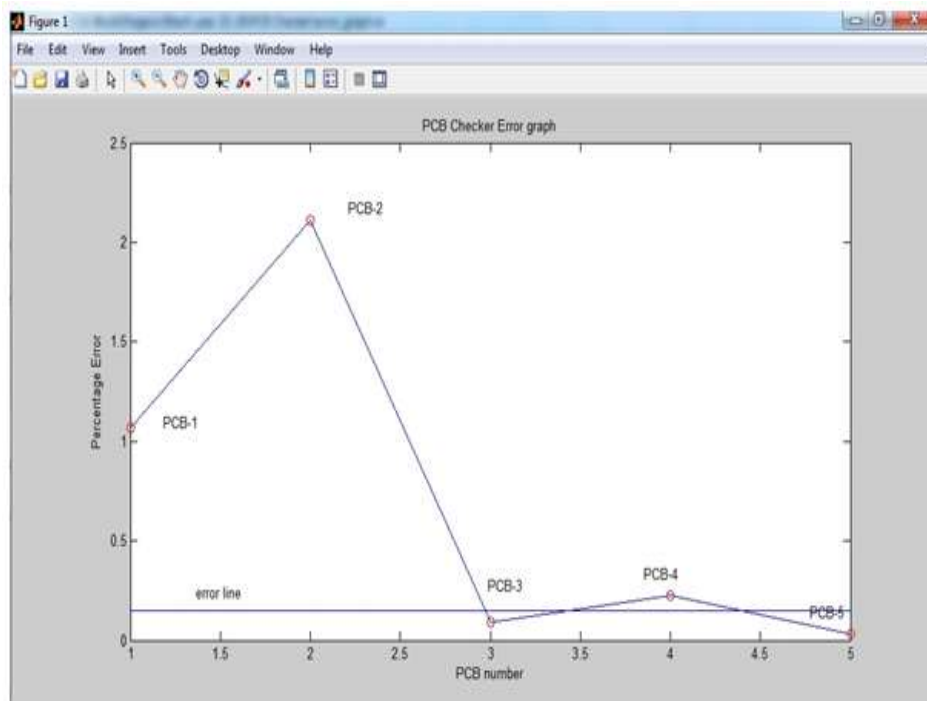 Figure 1
File Edit View Insert Tools Desktop Window Help
PCB Checker Error graph
2.5
PCB-2
2
1.5
Percentage Error
PCB-1
1
0.5
PCB-4
PCB-3
error line
PCB-5
0
1 1.5 2 2.5 3 3.5 4 4.5 5
PCB number